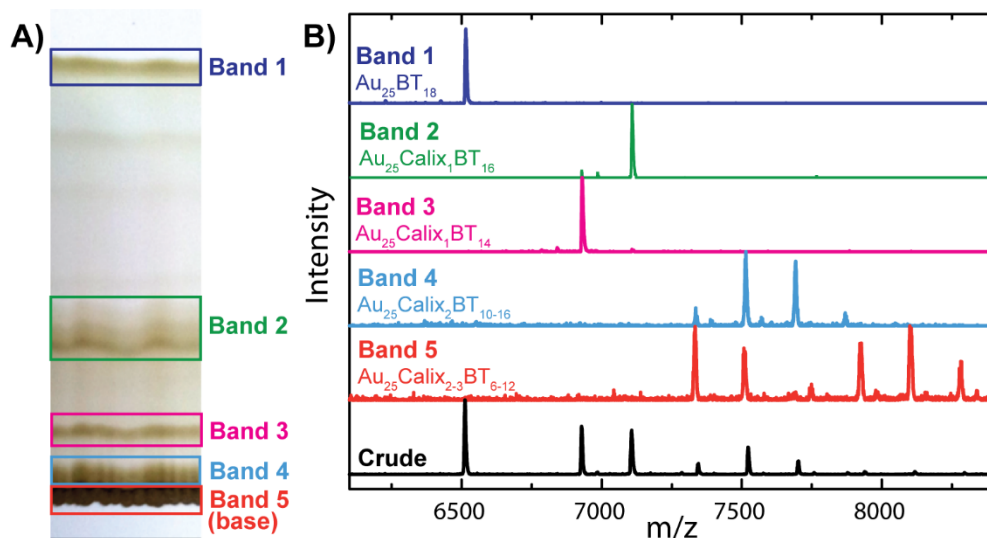 A)
Band 1
Band 2
Band 3
Band 4
Band 5
(base)
B)
Band 1
Au₂₅BT₁₈
Band 2
Au₂₅Calix₁BT₁₆
Band 3
Au₂₅Calix₁BT₁₄
Band 4
Au₂₅Calix₂BT₁₀₋₁₆
Band 5
Au₂₅Calix₂₋₃BT₆₋₁₂
Crude
Intensity
6500 7000 7500 8000
m/z